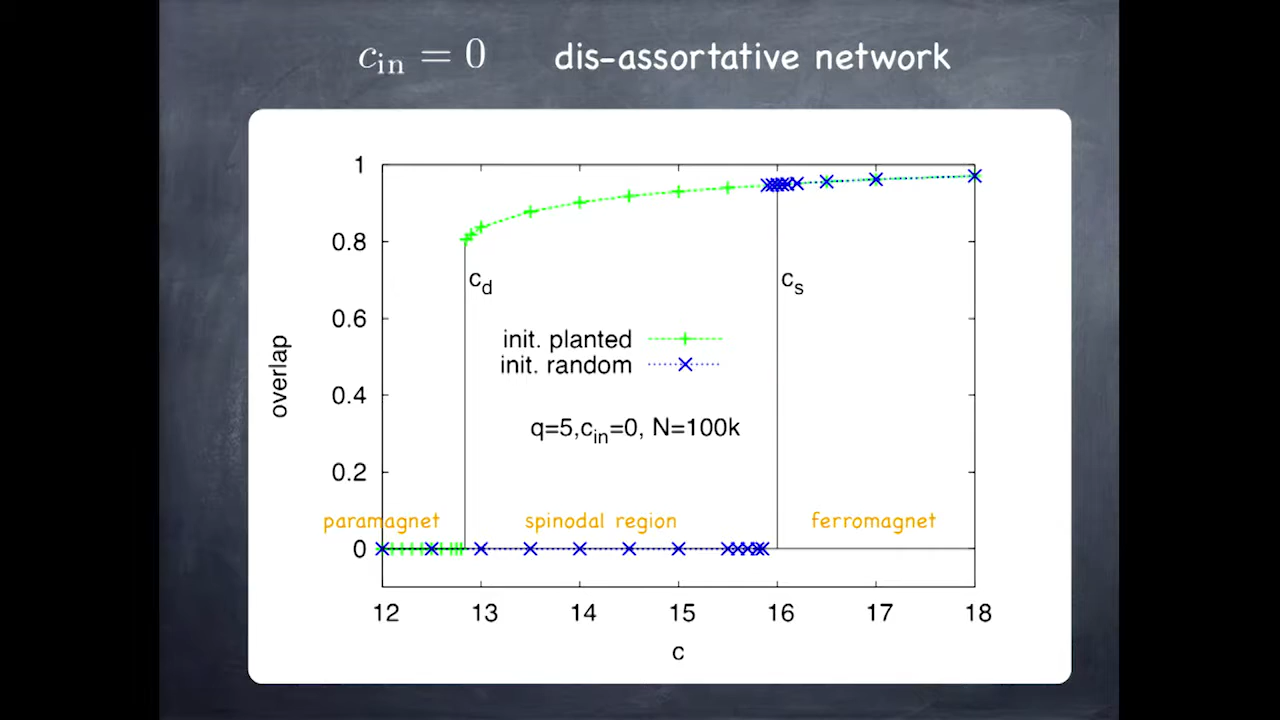 c_in = 0 dis-assortative network
1
0.8
0.6
0.4
0.2
0
overlap
c_d
c_s
init. planted
init. random
q=5,c_in=0, N=100k
paramagnet spinodal region ferromagnet
12 13 14 15 16 17 18
c